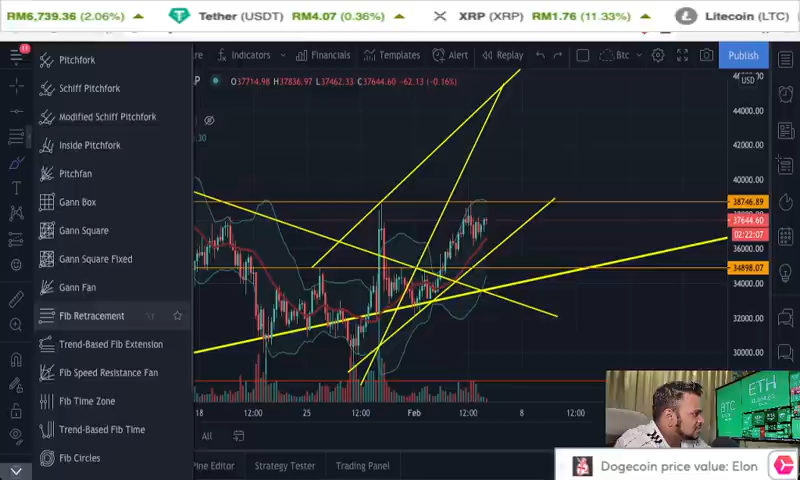 RM6,739.36 (2.06%) Tether (USDT) RM4.07 (0.36%) XRP (XRP) RM1.76 (11.33%) Litecoin (LTC)
11 Pitchfork Indicators Financials Templates Alert Replay Btc Publish
O37714.98 H37836.97 L37462.33 C37644.60 -62.13 (-0.16%)
USD
Schiff Pitchfork
44000.00
Modified Schiff Pitchfork
42000.00
Inside Pitchfork
Pitchfan
40000.00
Gann Box
38746.89
37644.60
Gann Square
02:22:07
36000.00
Gann Square Fixed
34898.07
Gann Fan
Fib Retracement
32000.00
Trend-Based Fib Extension
30000.00
Fib Speed Resistance Fan
Fib Time Zone
18 12:00 25 12:00 Feb 12:00 8 12:00
Trend-Based Fib Time
All
Fib Circles
Pine Editor Strategy Tester Trading Panel
ETH
BTC
Dogecoin price value: Elon